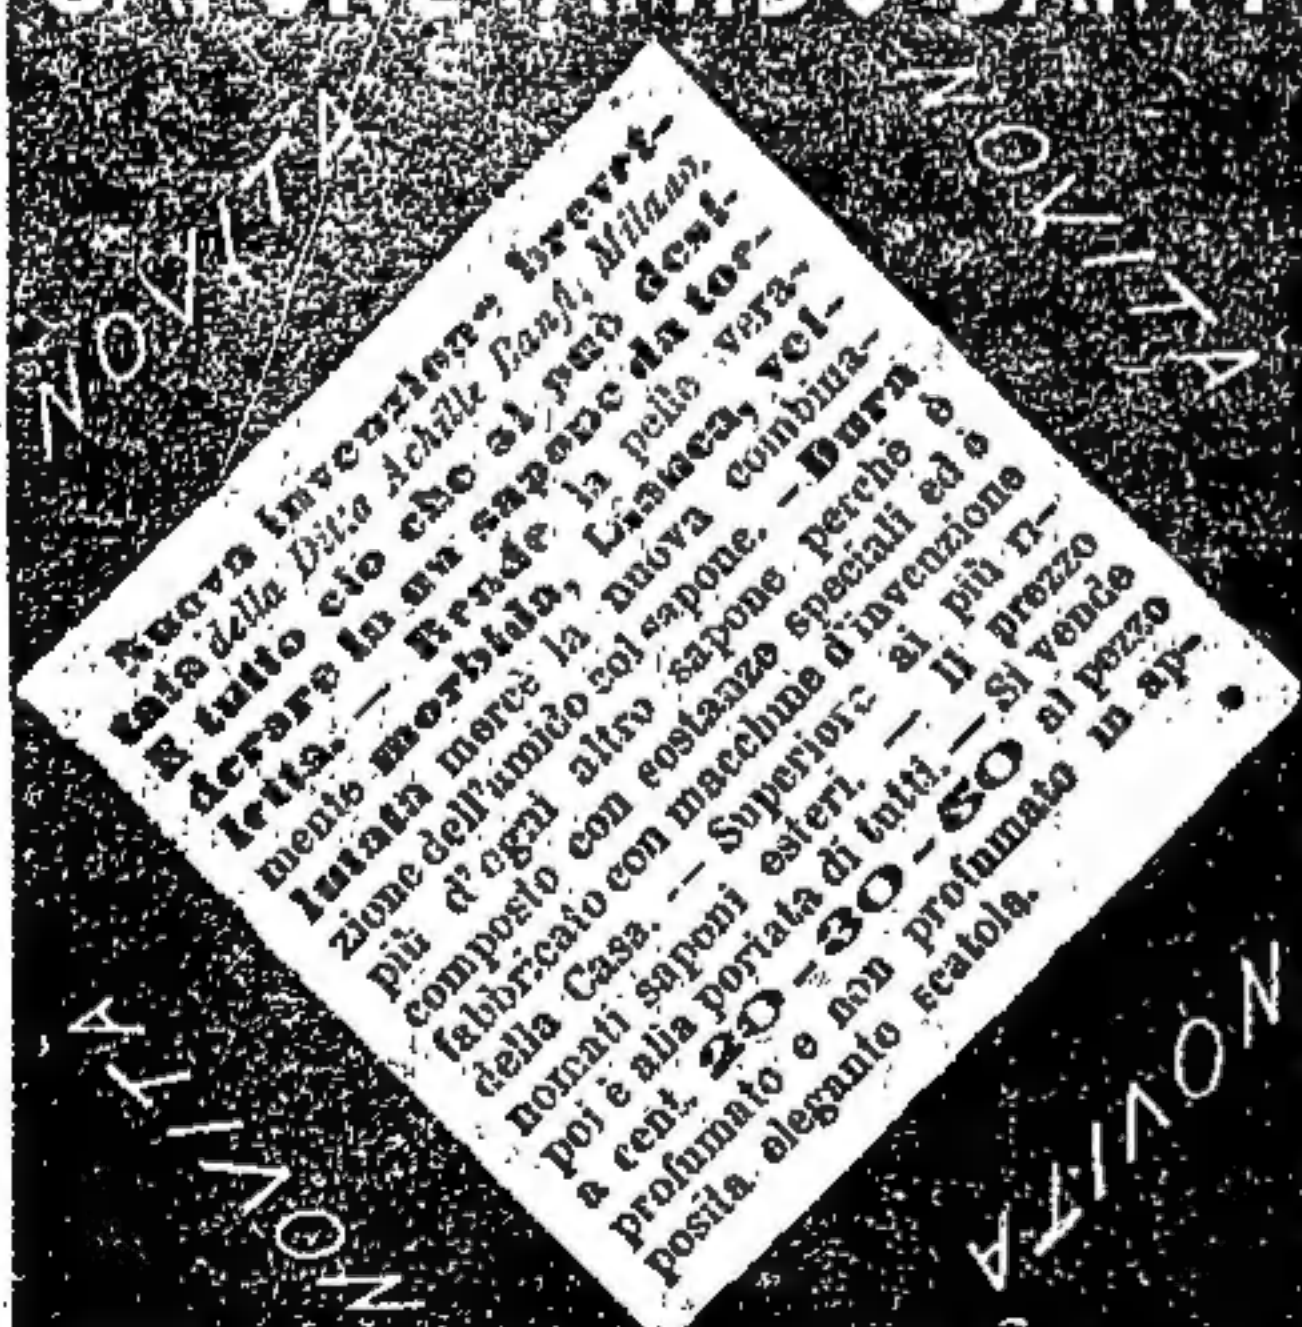 SAPONE AMIDO BANFI
NOVITÀ
NOVITÀ
Nuova invenzione brevet-
tata della Ditta Achille Banfi, Milano.
È tutto ciò che si può desi-
derare in un sapone da toe-
letta. — Rende la pelle vera-
mente morbida, bianca, vel-
lutata mercè la nuova combina-
zione dell'amido col sapone. — Dura
più d'ogni altro sapone perchè è
composto con sostanze speciali ed è
fabbricato con macchine d'invenzione
della Casa. — Superiore ai più ri-
nomati saponi esteri. — Il prezzo
poi è alla portata di tutti. — Si vende
a cent. 20 - 30 - 50 al pezzo
profumato e non profumato in ap-
posita elegante scatola.
NOVITÀ
NOVITÀ